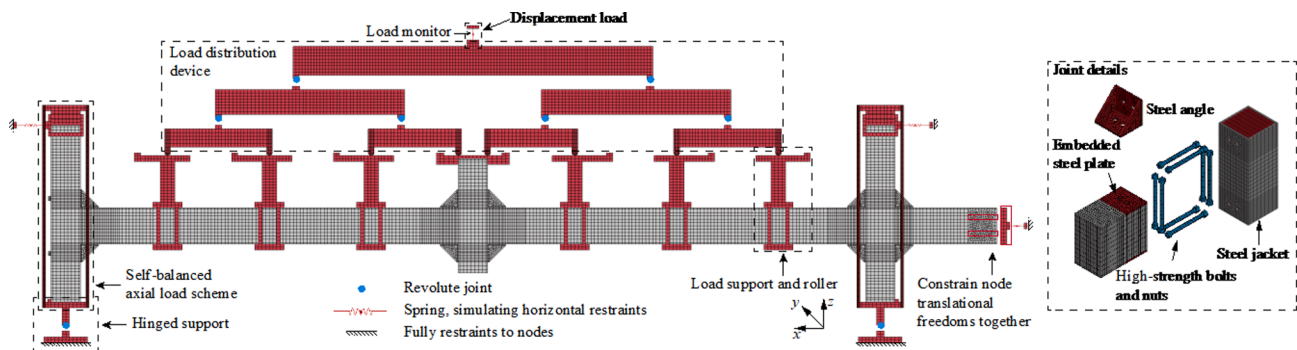 Displacement load
Load monitor
Load distribution
device
Joint details
Steel angle
Embedded
steel plate
Steel jacket
High-strength bolts
and nuts
Self-balanced
axial load scheme
Hinged support
Revolute joint
Spring, simulating horizontal restraints
Fully restraints to nodes
Load support and roller
Constrain node
translational
freedoms together
y
z
x